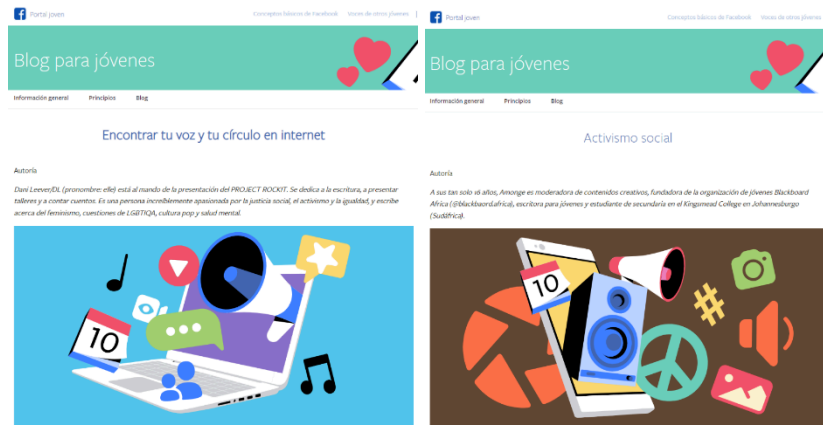 Portal joven
Conceptos básicos de Facebook Voces de otros jóvenes
Blog para jóvenes
Información general Principios Blog
Encontrar tu voz y tu círculo en internet
Autoría
Dani Leever/DL (pronombre: elle) está al mando de la presentación del PROJECT ROCKIT. Se dedica a la escritura, a presentar
talleres y a contar cuentos. Es una persona increíblemente apasionada por la justicia social, el activismo y la igualdad, y escribe
acerca del feminismo, cuestiones de LGBTIQA, cultura pop y salud mental.
10
Portal joven
Conceptos básicos de Facebook Voces de otros jóvenes
Blog para jóvenes
Información general Principios Blog
Activismo social
Autoría
A sus tan solo 16 años, Amonge es moderadora de contenidos creativos, fundadora de la organización de jóvenes Blackboard
Africa (@blackbaord.africa), escritora para jóvenes y estudiante de secundaria en el Kingsmead College en Johannesburgo
(Sudáfrica).
10
#